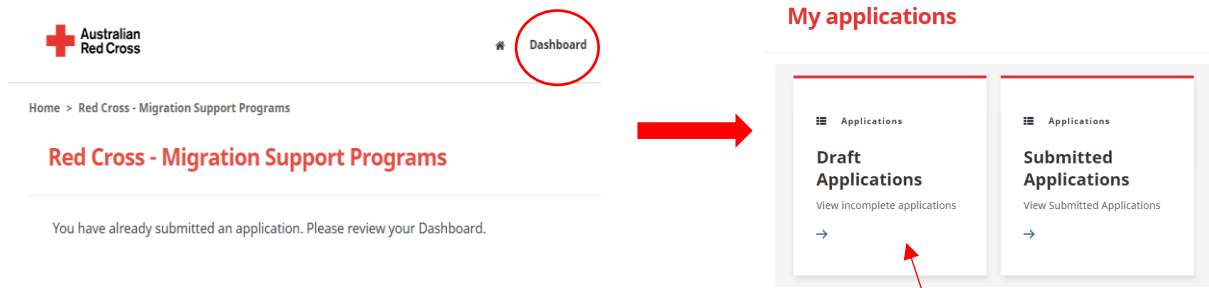 Australian
Red Cross
Dashboard
Home > Red Cross - Migration Support Programs
Red Cross - Migration Support Programs
You have already submitted an application. Please review your Dashboard.
My applications
Applications
Draft
Applications
View incomplete applications
Applications
Submitted
Applications
View Submitted Applications